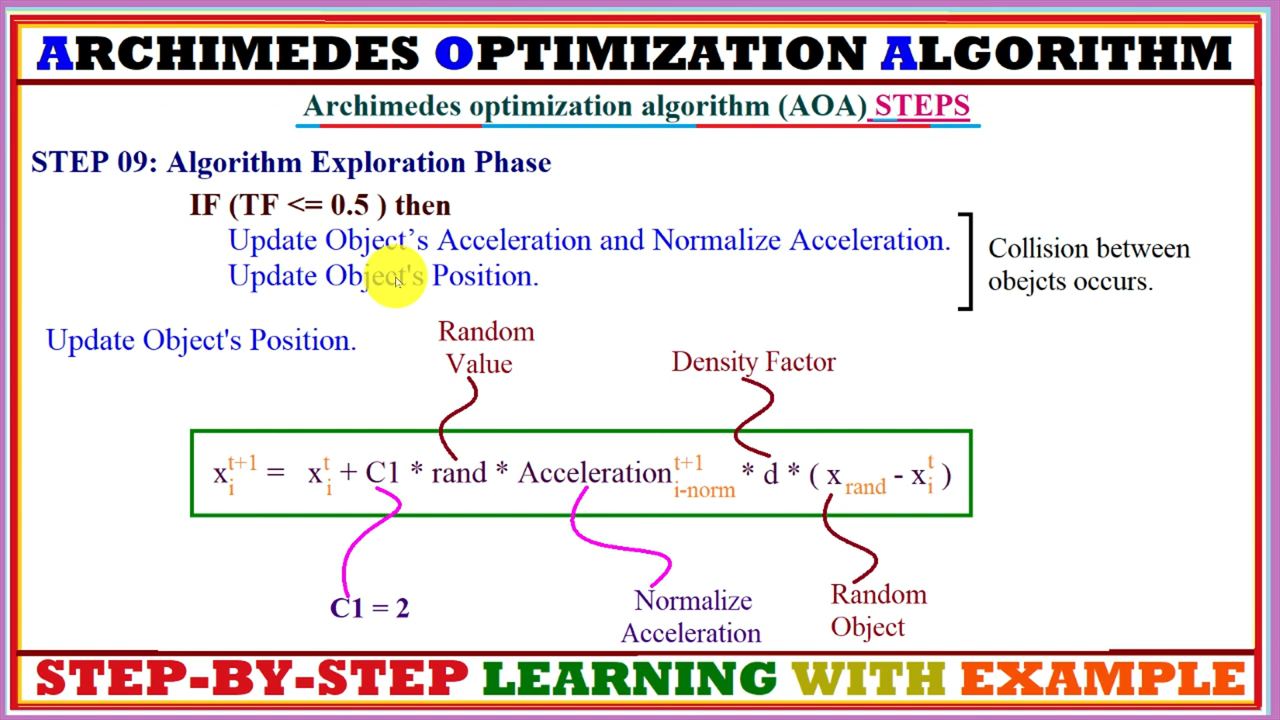 ARCHIMEDES OPTIMIZATION ALGORITHM
Archimedes optimization algorithm (AOA) STEPS
STEP 09: Algorithm Exploration Phase
IF (TF <= 0.5 ) then
Update Object’s Acceleration and Normalize Acceleration.
Update Object's Position.
Collision between
obejcts occurs.
Update Object's Position.
Random
Value
Density Factor
x_i^{t+1} = x_i^t + C1 * rand * Acceleration_{i-norm}^{t+1} * d * ( x_{rand} - x_i^t )
C1 = 2
Normalize
Acceleration
Random
Object
STEP-BY-STEP LEARNING WITH EXAMPLE